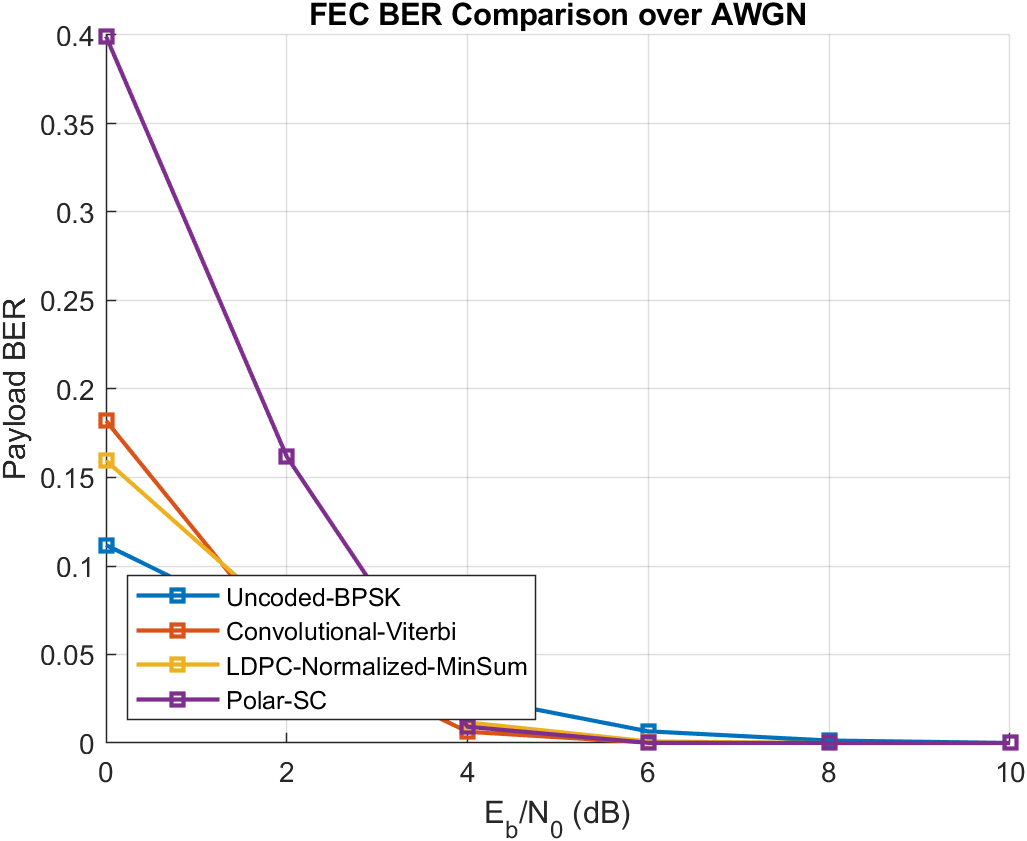 FEC BER Comparison over AWGN
Payload BER
0.4
0.35
0.3
0.25
0.2
0.15
0.1
0.05
0
Uncoded-BPSK
Convolutional-Viterbi
LDPC-Normalized-MinSum
Polar-SC
0 2 4 6 8 10
E_b/N_0 (dB)